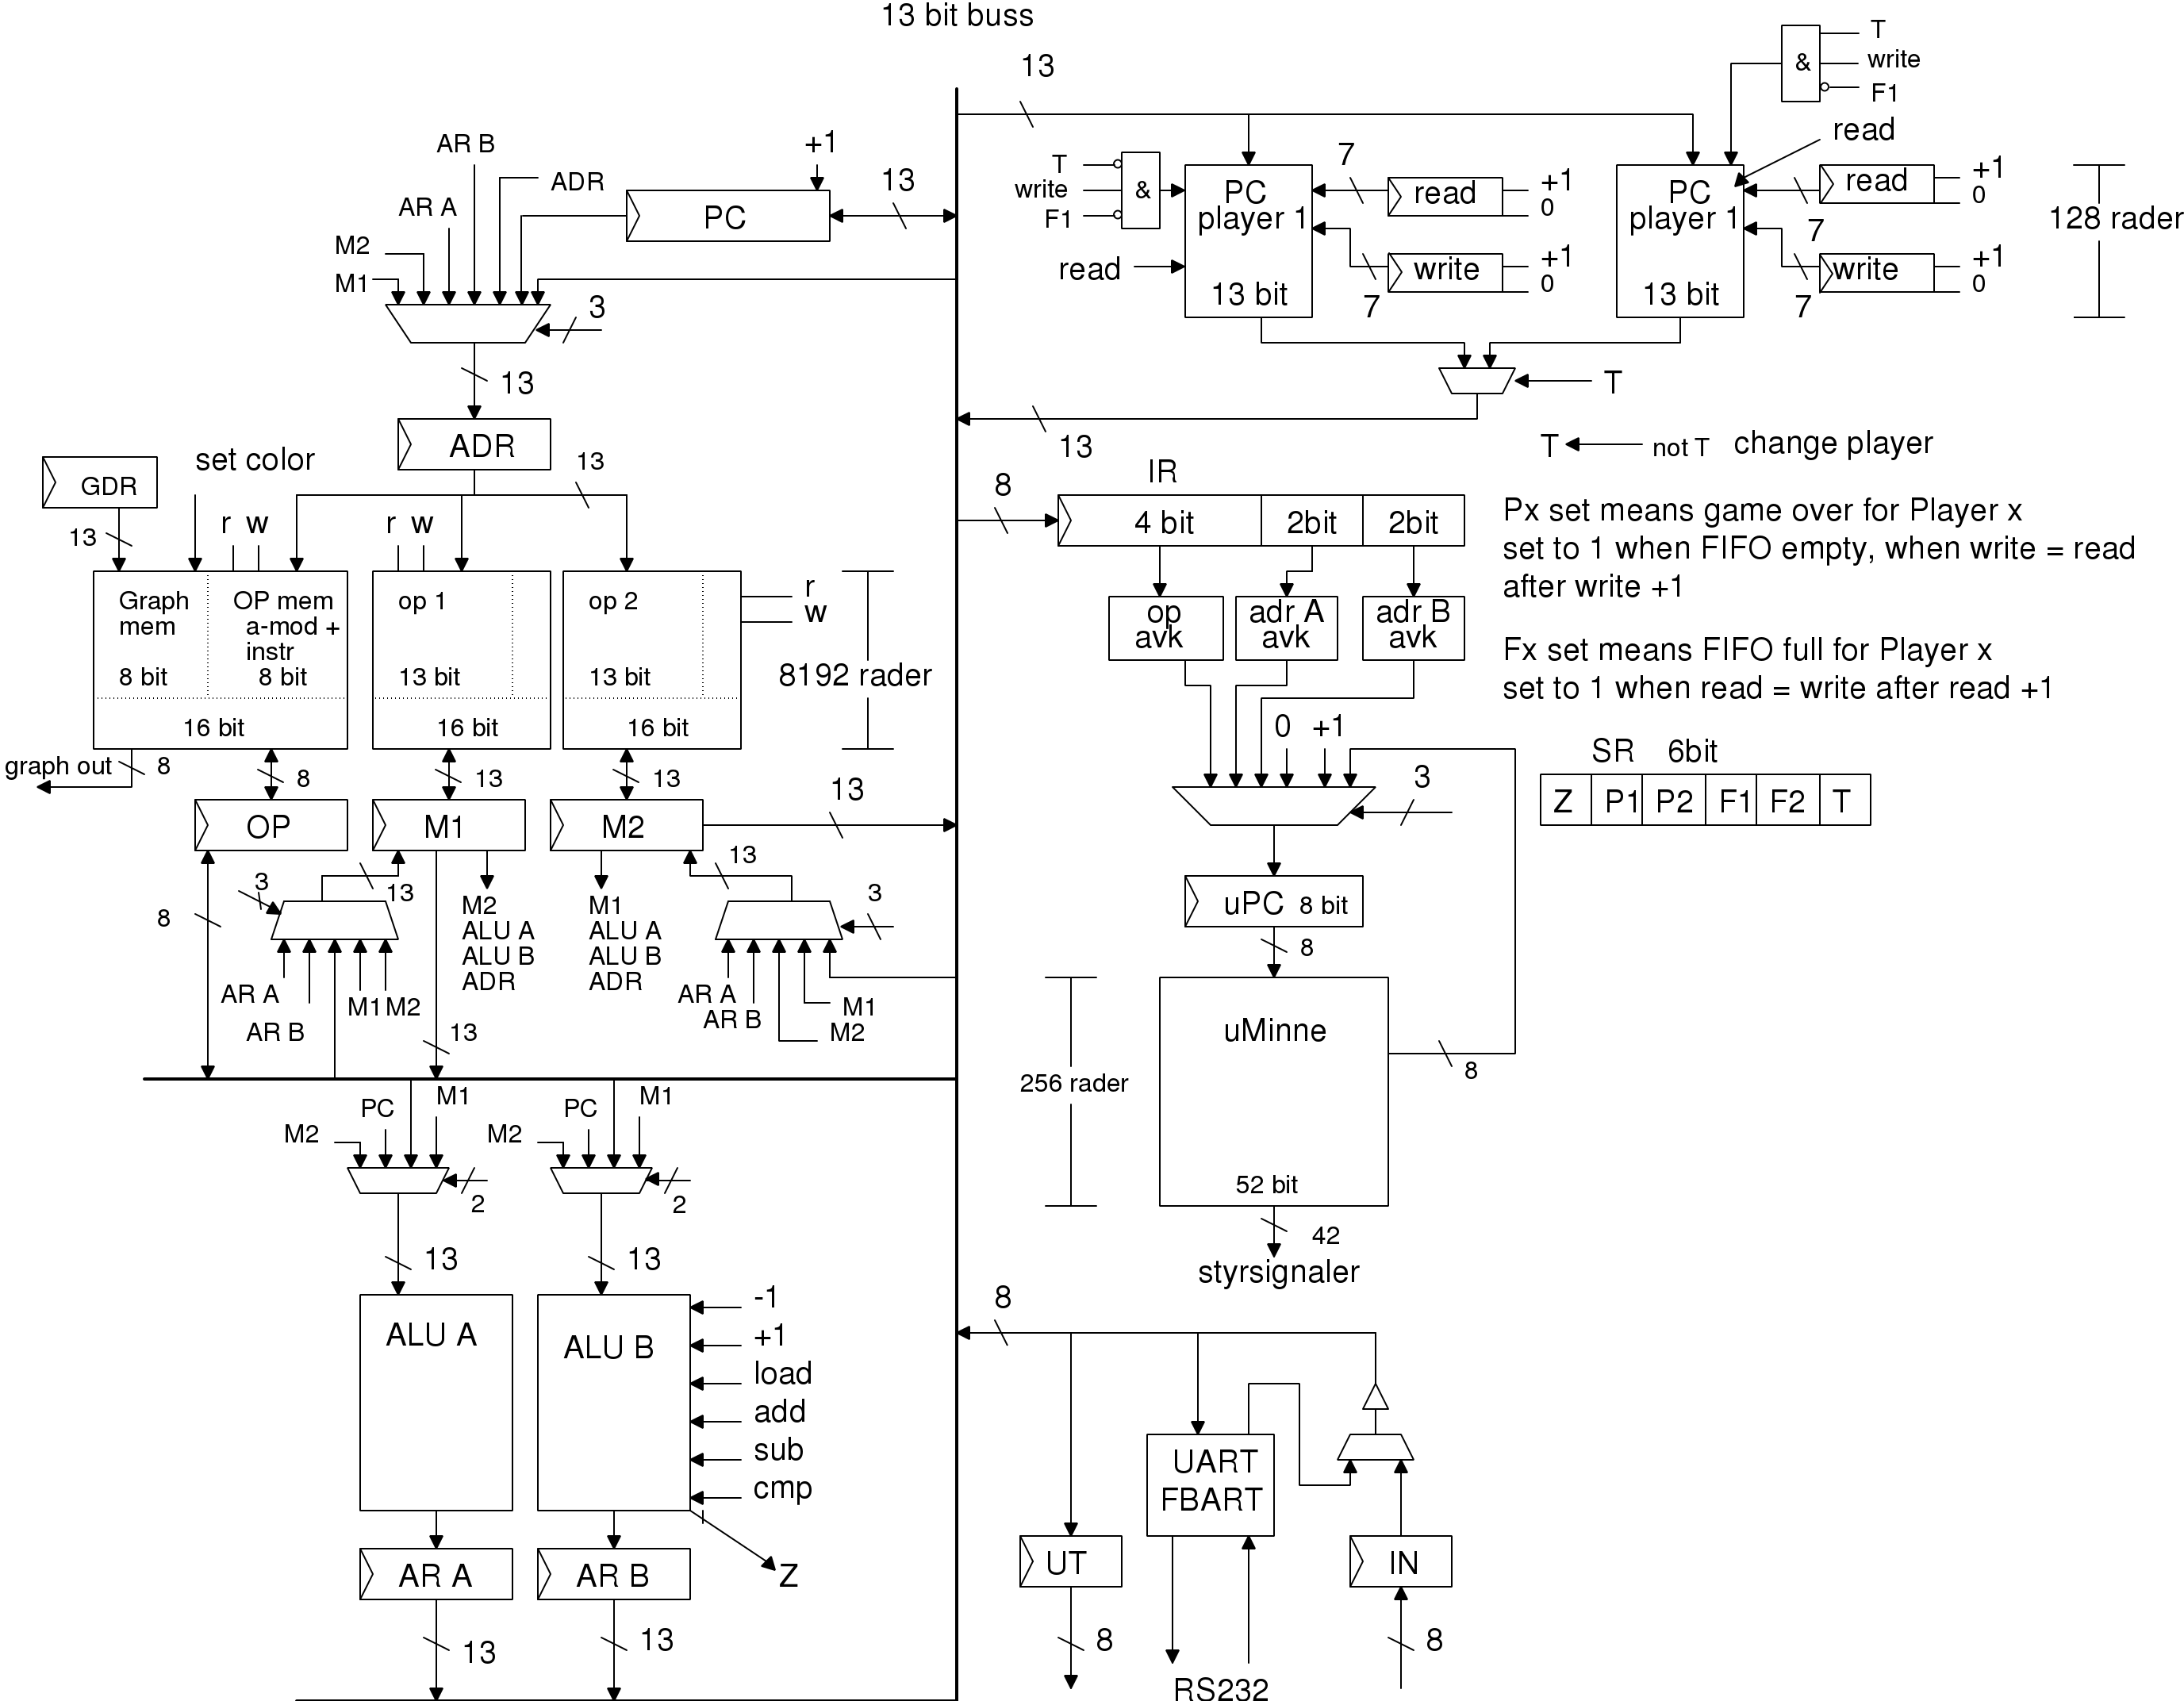 13 bit buss
13
T
write
F1
&
read
AR B
+1
ADR
13
AR A
PC
M2
M1
3
13
ADR
T
write
F1
&
read
PC
player 1
13 bit
7
read
+1
0
write
+1
0
7
PC
player 1
13 bit
read
+1
0
7
write
+1
0
7
128 rader
T
13
T
not T
change player
GDR
13
set color
r w
r w
13
Graph
mem
8 bit
OP mem
a-mod +
instr
8 bit
16 bit
op 1
13 bit
16 bit
op 2
13 bit
16 bit
r
w
8192 rader
graph out
8
8
13
13
OP
M1
M2
13
8
3
13
13
3
M2
ALU A
ALU B
ADR
M1
ALU A
ALU B
ADR
AR A
AR B
M1 M2
AR A
AR B
M1
M2
13
8
IR
4 bit
2bit
2bit
op
avk
adr A
avk
adr B
avk
0
+1
3
uPC 8 bit
8
uMinne
8
256 rader
52 bit
42
styrsignaler
Px set means game over for Player x
set to 1 when FIFO empty, when write = read
after write +1
Fx set means FIFO full for Player x
set to 1 when read = write after read +1
SR 6bit
Z P1 P2 F1 F2 T
M2
PC
M1
2
13
M2
PC
M1
2
13
ALU A
ALU B
-1
+1
load
add
sub
cmp
Z
AR A
AR B
13
13
8
UART
FBART
UT
IN
8
RS232
8